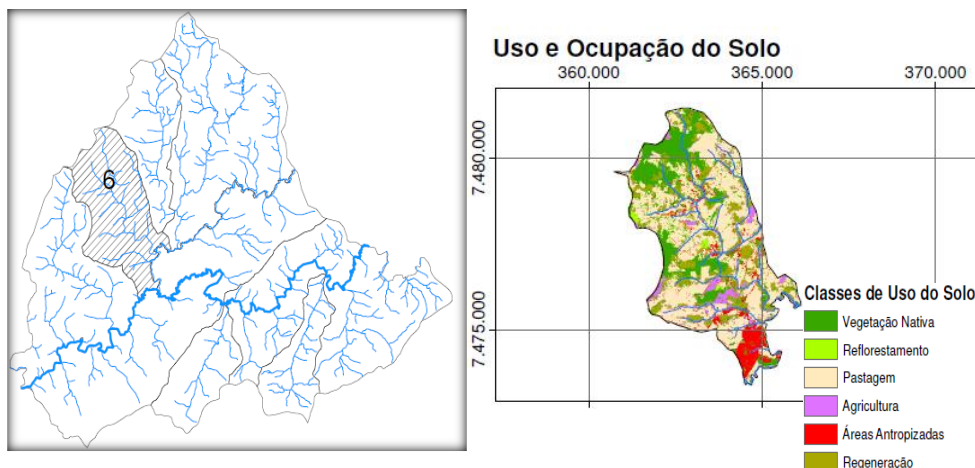 6
Uso e Ocupação do Solo
360.000 365.000 370.000
7.480.000
7.475.000
Classes de Uso do Solo
Vegetação Nativa
Reflorestamento
Pastagem
Agricultura
Áreas Antropizadas
Regeneração